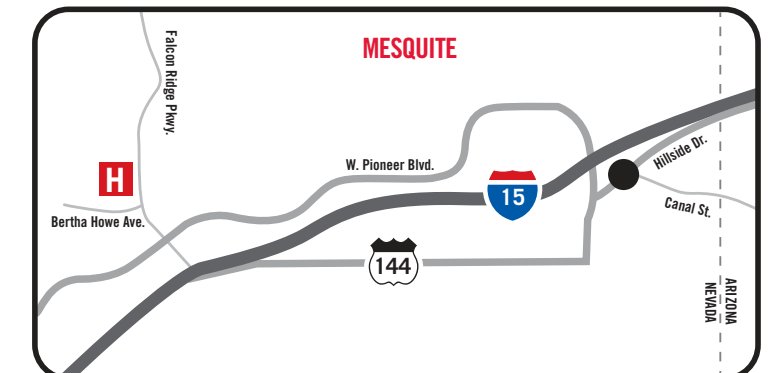 MESQUITE
Falcon Ridge Pkwy.
W. Pioneer Blvd.
Hillside Dr.
H
15
Canal St.
Bertha Howe Ave.
144
ARIZONA
NEVADA